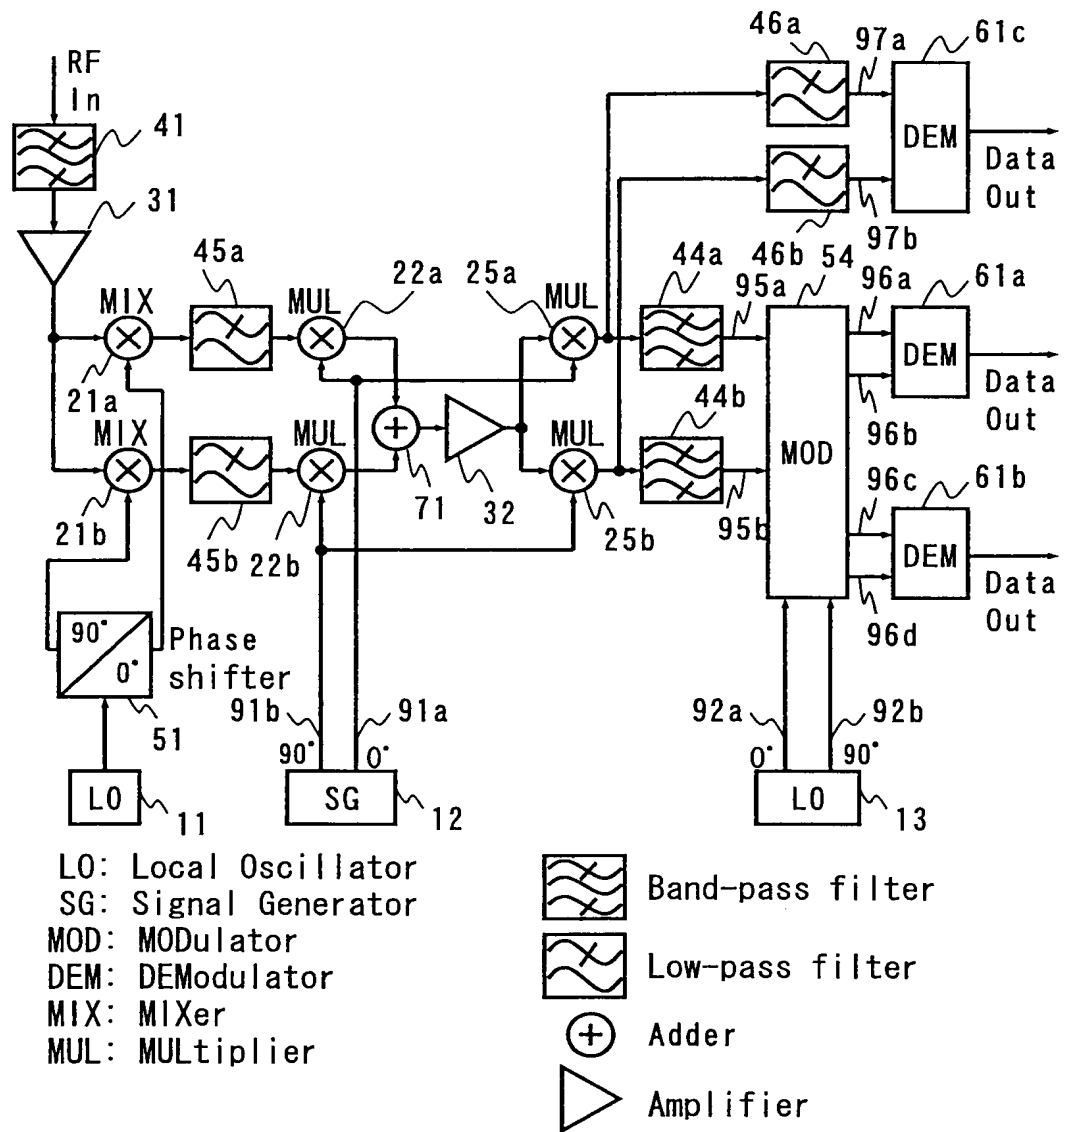 RF
In
41
31
46a
97a
61c
DEM
Data
Out
46b
97b
54
45a
22a
25a
44a
95a
96a
61a
MIX
MUL
MUL
DEM
Data
Out
21a
44b
96b
MIX
MUL
MUL
MOD
21b
45b
22b
71
32
25b
95b
96c
61b
DEM
Data
Out
96d
90°
0°
Phase
shifter
51
91b
91a
92a
92b
90°
0°
0°
90°
LO
11
SG
12
LO
13
LO: Local Oscillator
SG: Signal Generator
MOD: MODulator
DEM: DEModulator
MIX: MIXer
MUL: MULtiplier
Band-pass filter
Low-pass filter
Adder
Amplifier